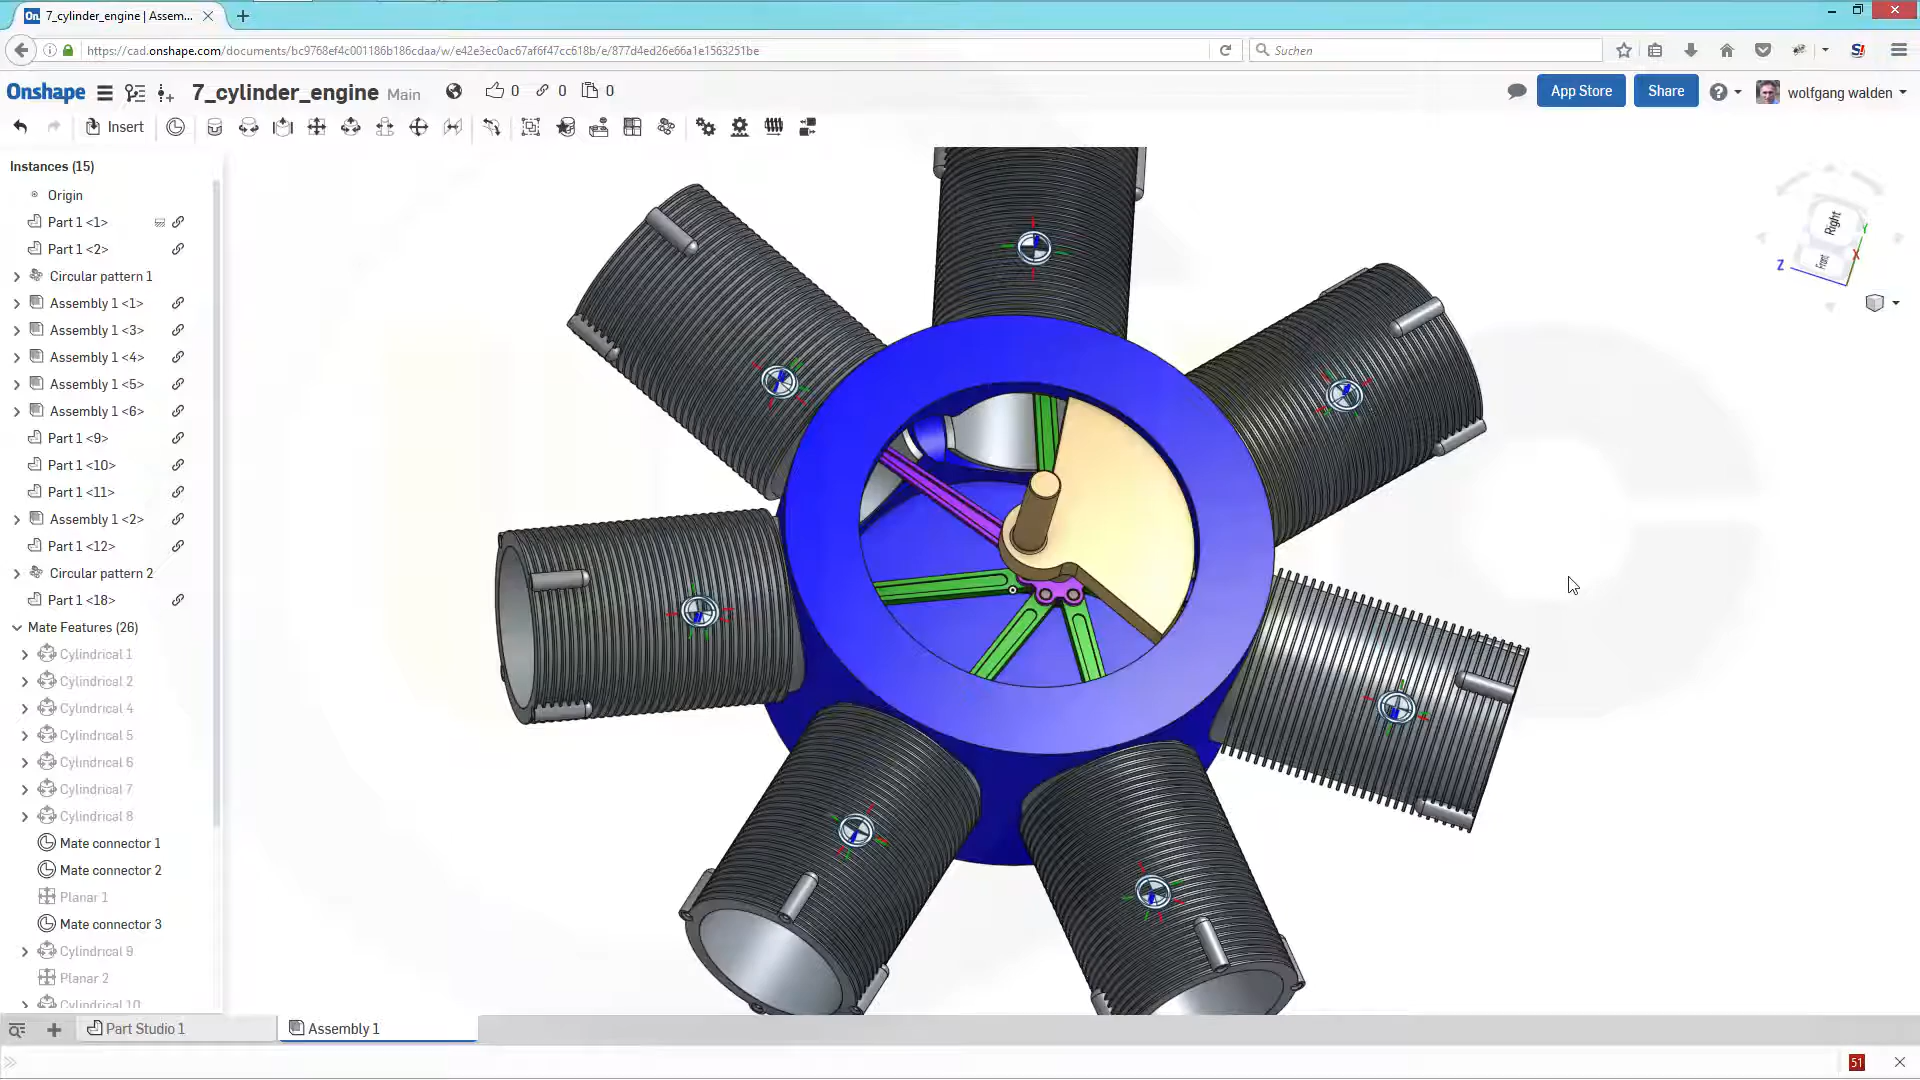 7_cylinder_engine | Assem...
https://cad.onshape.com/documents/bc9768ef4c001186b186cdaa/w/e42e3ec0ac67af6f47cc618b/e/877d4ed26e66a1e1563251be
Suchen
Onshape
7_cylinder_engine Main
0
0
0
App Store
Share
wolfgang walden
Insert
Instances (15)
Origin
Part 1 <1>
Part 1 <2>
Circular pattern 1
Assembly 1 <1>
Assembly 1 <3>
Assembly 1 <4>
Assembly 1 <5>
Assembly 1 <6>
Part 1 <9>
Part 1 <10>
Part 1 <11>
Assembly 1 <2>
Part 1 <12>
Circular pattern 2
Part 1 <18>
Mate Features (26)
Cylindrical 1
Cylindrical 2
Cylindrical 4
Cylindrical 5
Cylindrical 6
Cylindrical 7
Cylindrical 8
Mate connector 1
Mate connector 2
Planar 1
Mate connector 3
Cylindrical 9
Planar 2
Cylindrical 10
Right
Front
Y
X
Z
Part Studio 1
Assembly 1
51